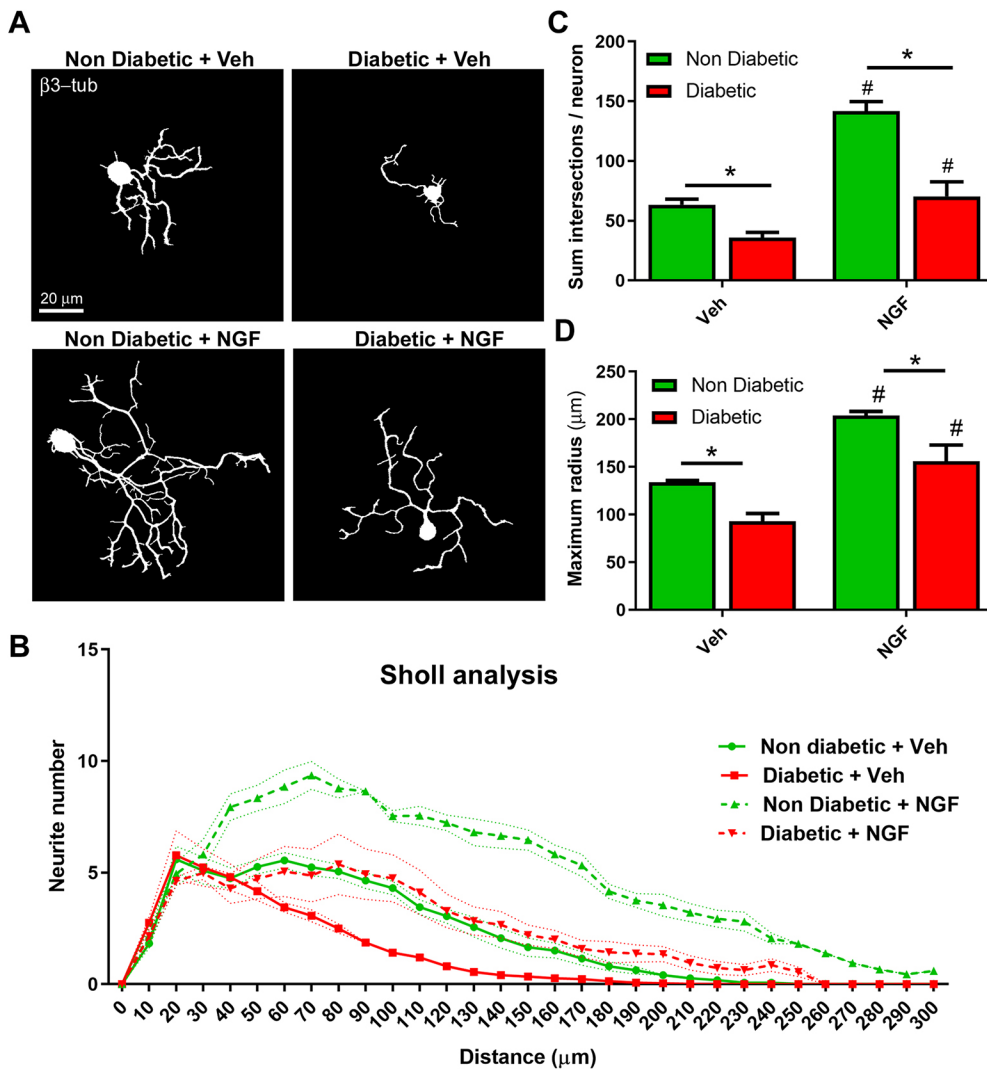 A
Non Diabetic + Veh
Diabetic + Veh
β3–tub
20 μm
Non Diabetic + NGF
Diabetic + NGF
C
Sum intersections / neuron
200
150
100
50
0
Non Diabetic
Diabetic
*
#
*
#
Veh
NGF
D
Maximum radius (μm)
250
200
150
100
50
0
Non Diabetic
Diabetic
*
#
*
#
Veh
NGF
B
Sholl analysis
Neurite number
15
10
5
0
Non diabetic + Veh
Diabetic + Veh
Non Diabetic + NGF
Diabetic + NGF
0 10 20 30 40 50 60 70 80 90 100 110 120 130 140 150 160 170 180 190 200 210 220 230 240 250 260 270 280 290 300
Distance (μm)